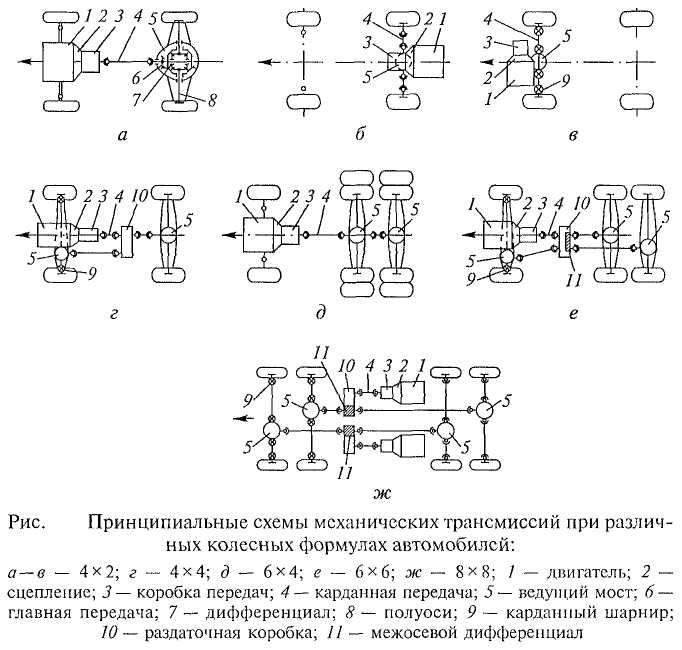 1 2 3 4 5
6 7 8
а
4 2 1
3
5
б
4
3 5
2
1 9
в
1 2 3 4 10
5
5 9
г
1 2 3 4
5 5
д
1 2 3 4 10
5 5
5
9 11
е
11 10 4 3 2 1
9
5 5
5 5
11
ж
Рис. Принципиальные схемы механических трансмиссий при различ-
ных колесных формулах автомобилей:
а—в — 4×2; г — 4×4; д — 6×4; е — 6×6; ж — 8×8; 1 — двигатель; 2 —
сцепление; 3 — коробка передач; 4 — карданная передача; 5 — ведущий мост; 6 —
главная передача; 7 — дифференциал; 8 — полуоси; 9 — карданный шарнир;
10 — раздаточная коробка; 11 — межосевой дифференциал